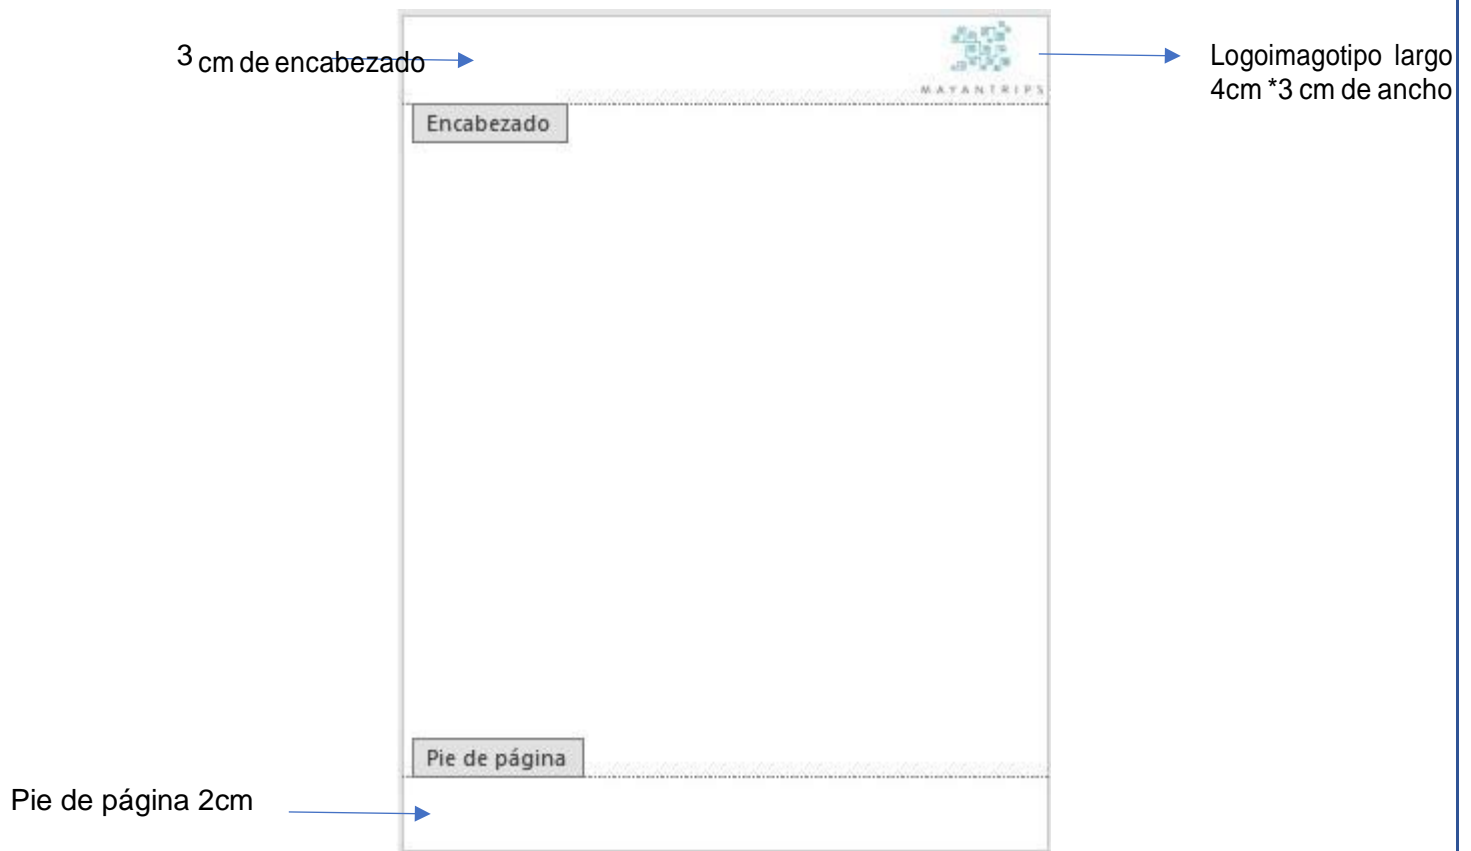 3 cm de encabezado
Logoimagotipo largo
4cm *3 cm de ancho
MAYANTRIPS
Encabezado
Pie de página
Pie de página 2cm